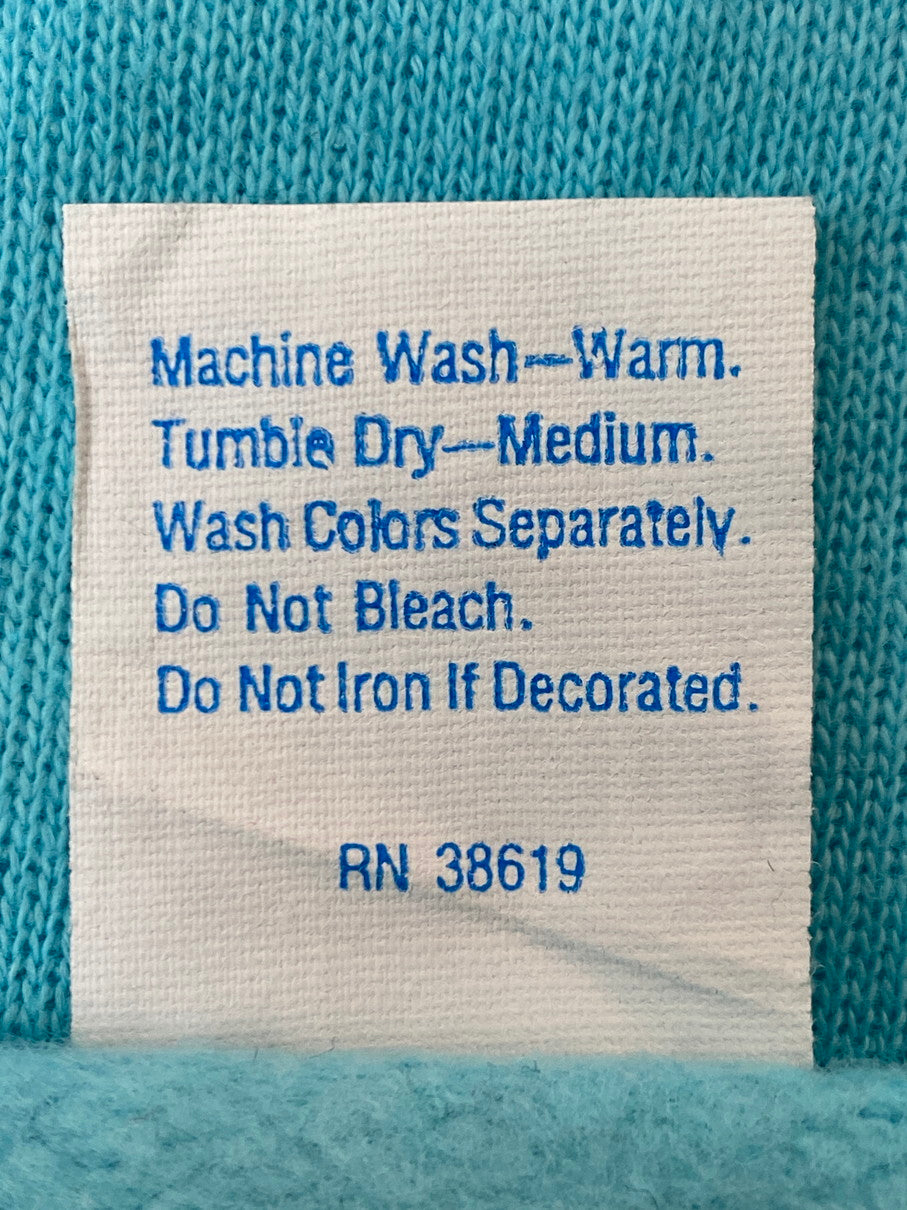 Machine Wash—Warm.
Tumble Dry—Medium.
Wash Colors Separately.
Do Not Bleach.
Do Not Iron If Decorated.
RN 38619